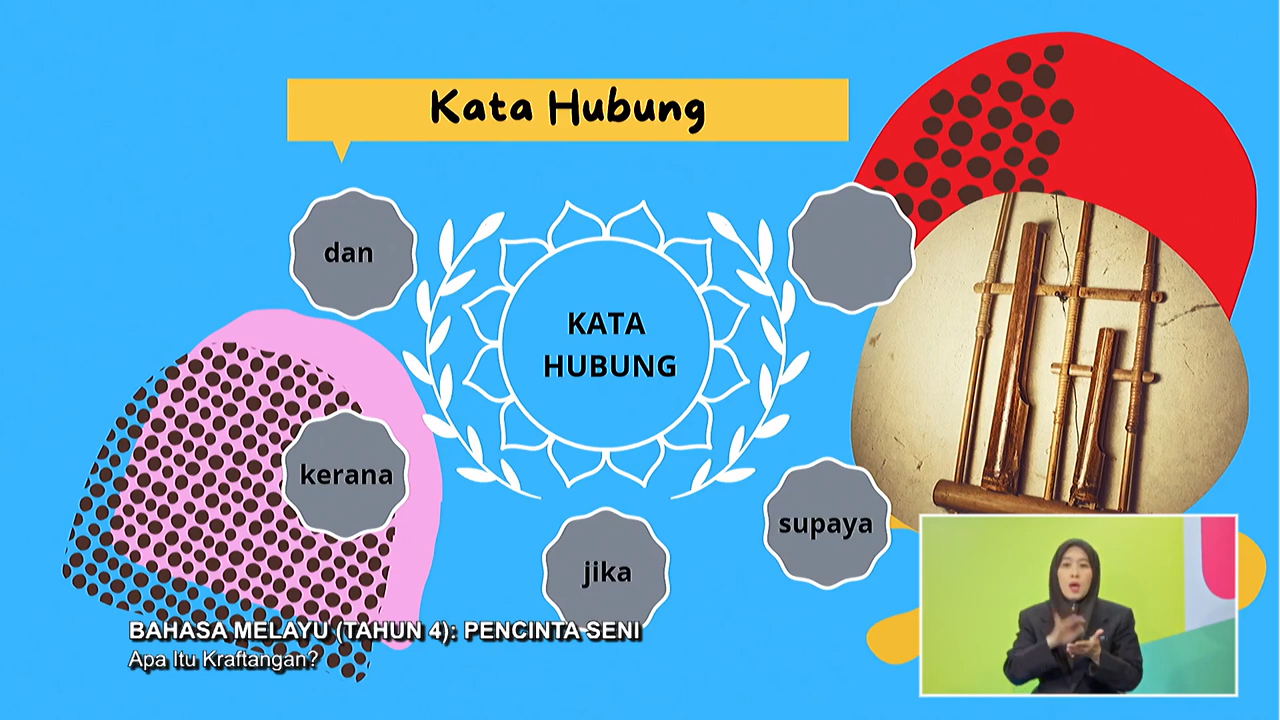 Kata Hubung
dan
KATA
HUBUNG
kerana
supaya
jika
BAHASA MELAYU (TAHUN 4): PENCINTA SENI
Apa Itu Kraftangan?